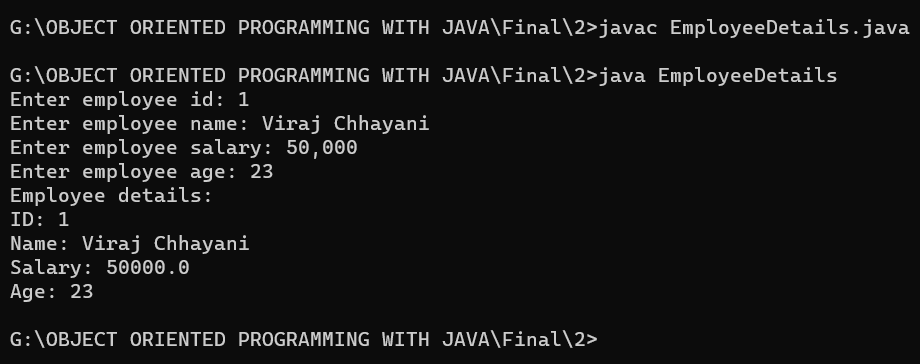 G:\OBJECT ORIENTED PROGRAMMING WITH JAVA\Final\2>javac EmployeeDetails.java
G:\OBJECT ORIENTED PROGRAMMING WITH JAVA\Final\2>java EmployeeDetails
Enter employee id: 1
Enter employee name: Viraj Chhayani
Enter employee salary: 50,000
Enter employee age: 23
Employee details:
ID: 1
Name: Viraj Chhayani
Salary: 50000.0
Age: 23
G:\OBJECT ORIENTED PROGRAMMING WITH JAVA\Final\2>